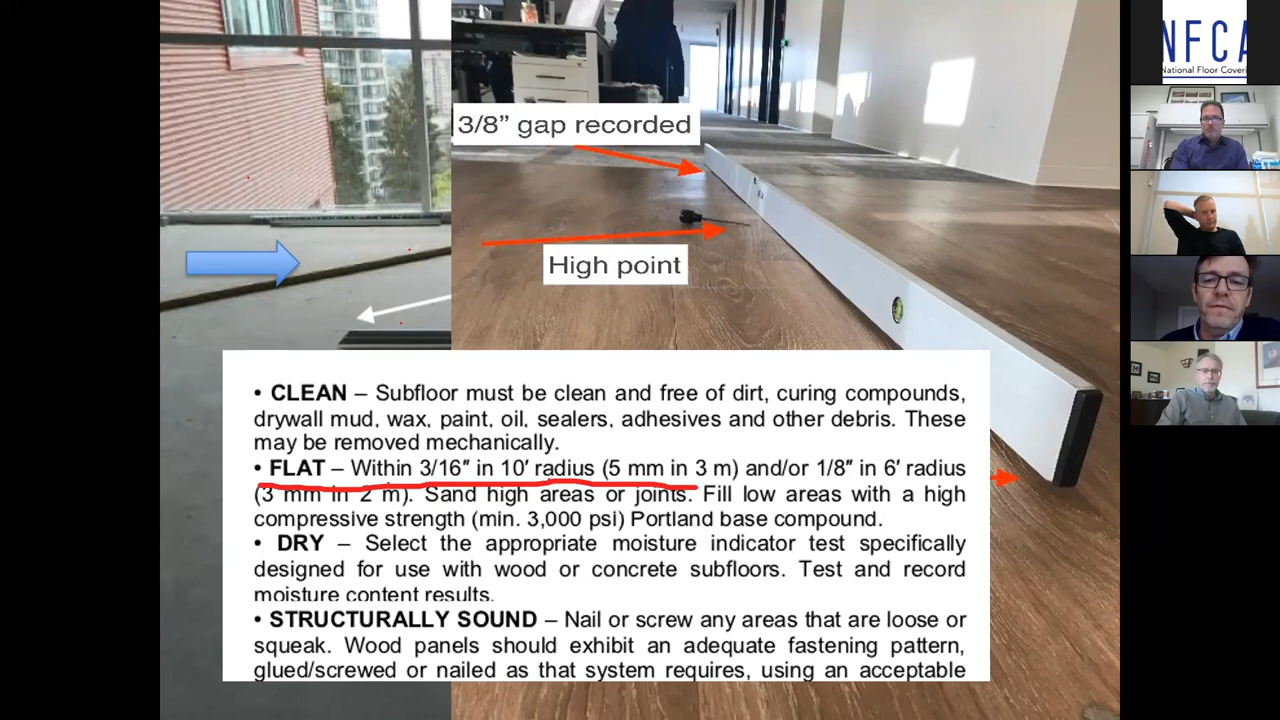 3/8” gap recorded
High point
• CLEAN – Subfloor must be clean and free of dirt, curing compounds,
drywall mud, wax, paint, oil, sealers, adhesives and other debris. These
may be removed mechanically.
• FLAT – Within 3/16″ in 10′ radius (5 mm in 3 m) and/or 1/8″ in 6′ radius
(3 mm in 2 m). Sand high areas or joints. Fill low areas with a high
compressive strength (min. 3,000 psi) Portland base compound.
• DRY – Select the appropriate moisture indicator test specifically
designed for use with wood or concrete subfloors. Test and record
moisture content results.
• STRUCTURALLY SOUND – Nail or screw any areas that are loose or
squeak. Wood panels should exhibit an adequate fastening pattern,
glued/screwed or nailed as that system requires, using an acceptable
NFCA
National Floor Coveri